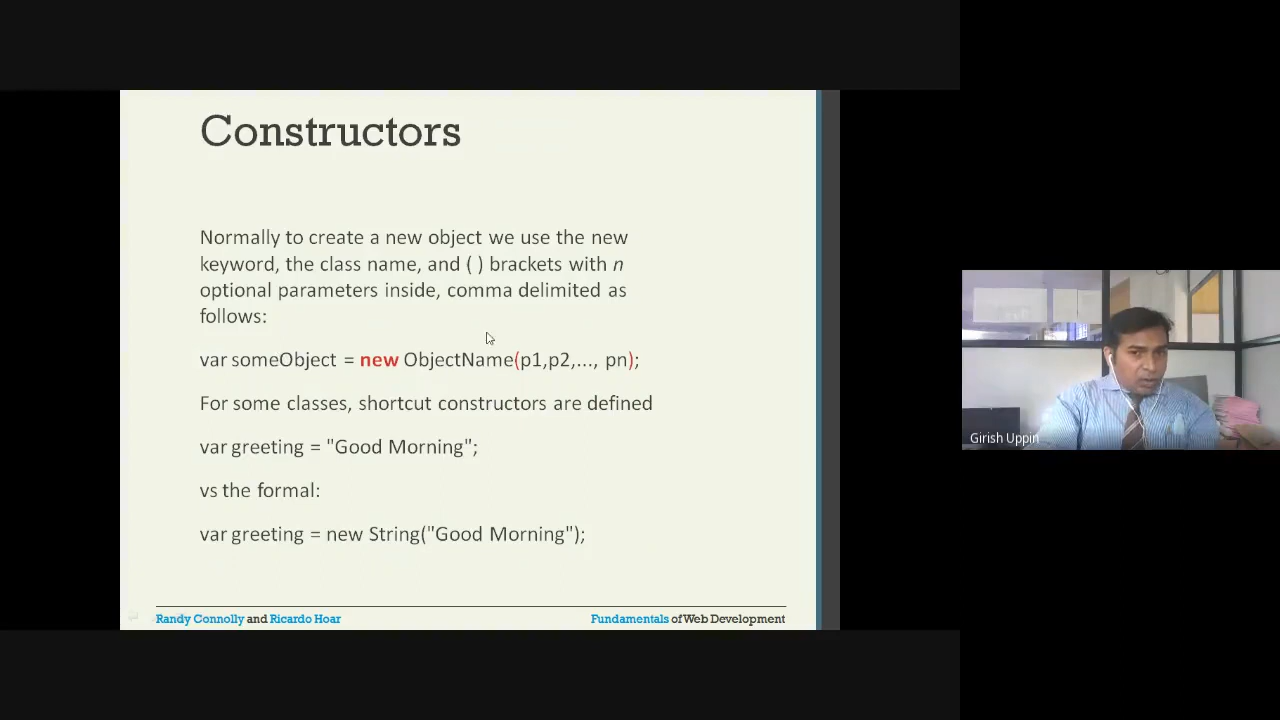 Constructors
Normally to create a new object we use the new
keyword, the class name, and ( ) brackets with n
optional parameters inside, comma delimited as
follows:
var someObject = new ObjectName(p1,p2,..., pn);
For some classes, shortcut constructors are defined
var greeting = "Good Morning";
vs the formal:
var greeting = new String("Good Morning");
Randy Connolly and Ricardo Hoar
Fundamentals of Web Development
Girish Uppin